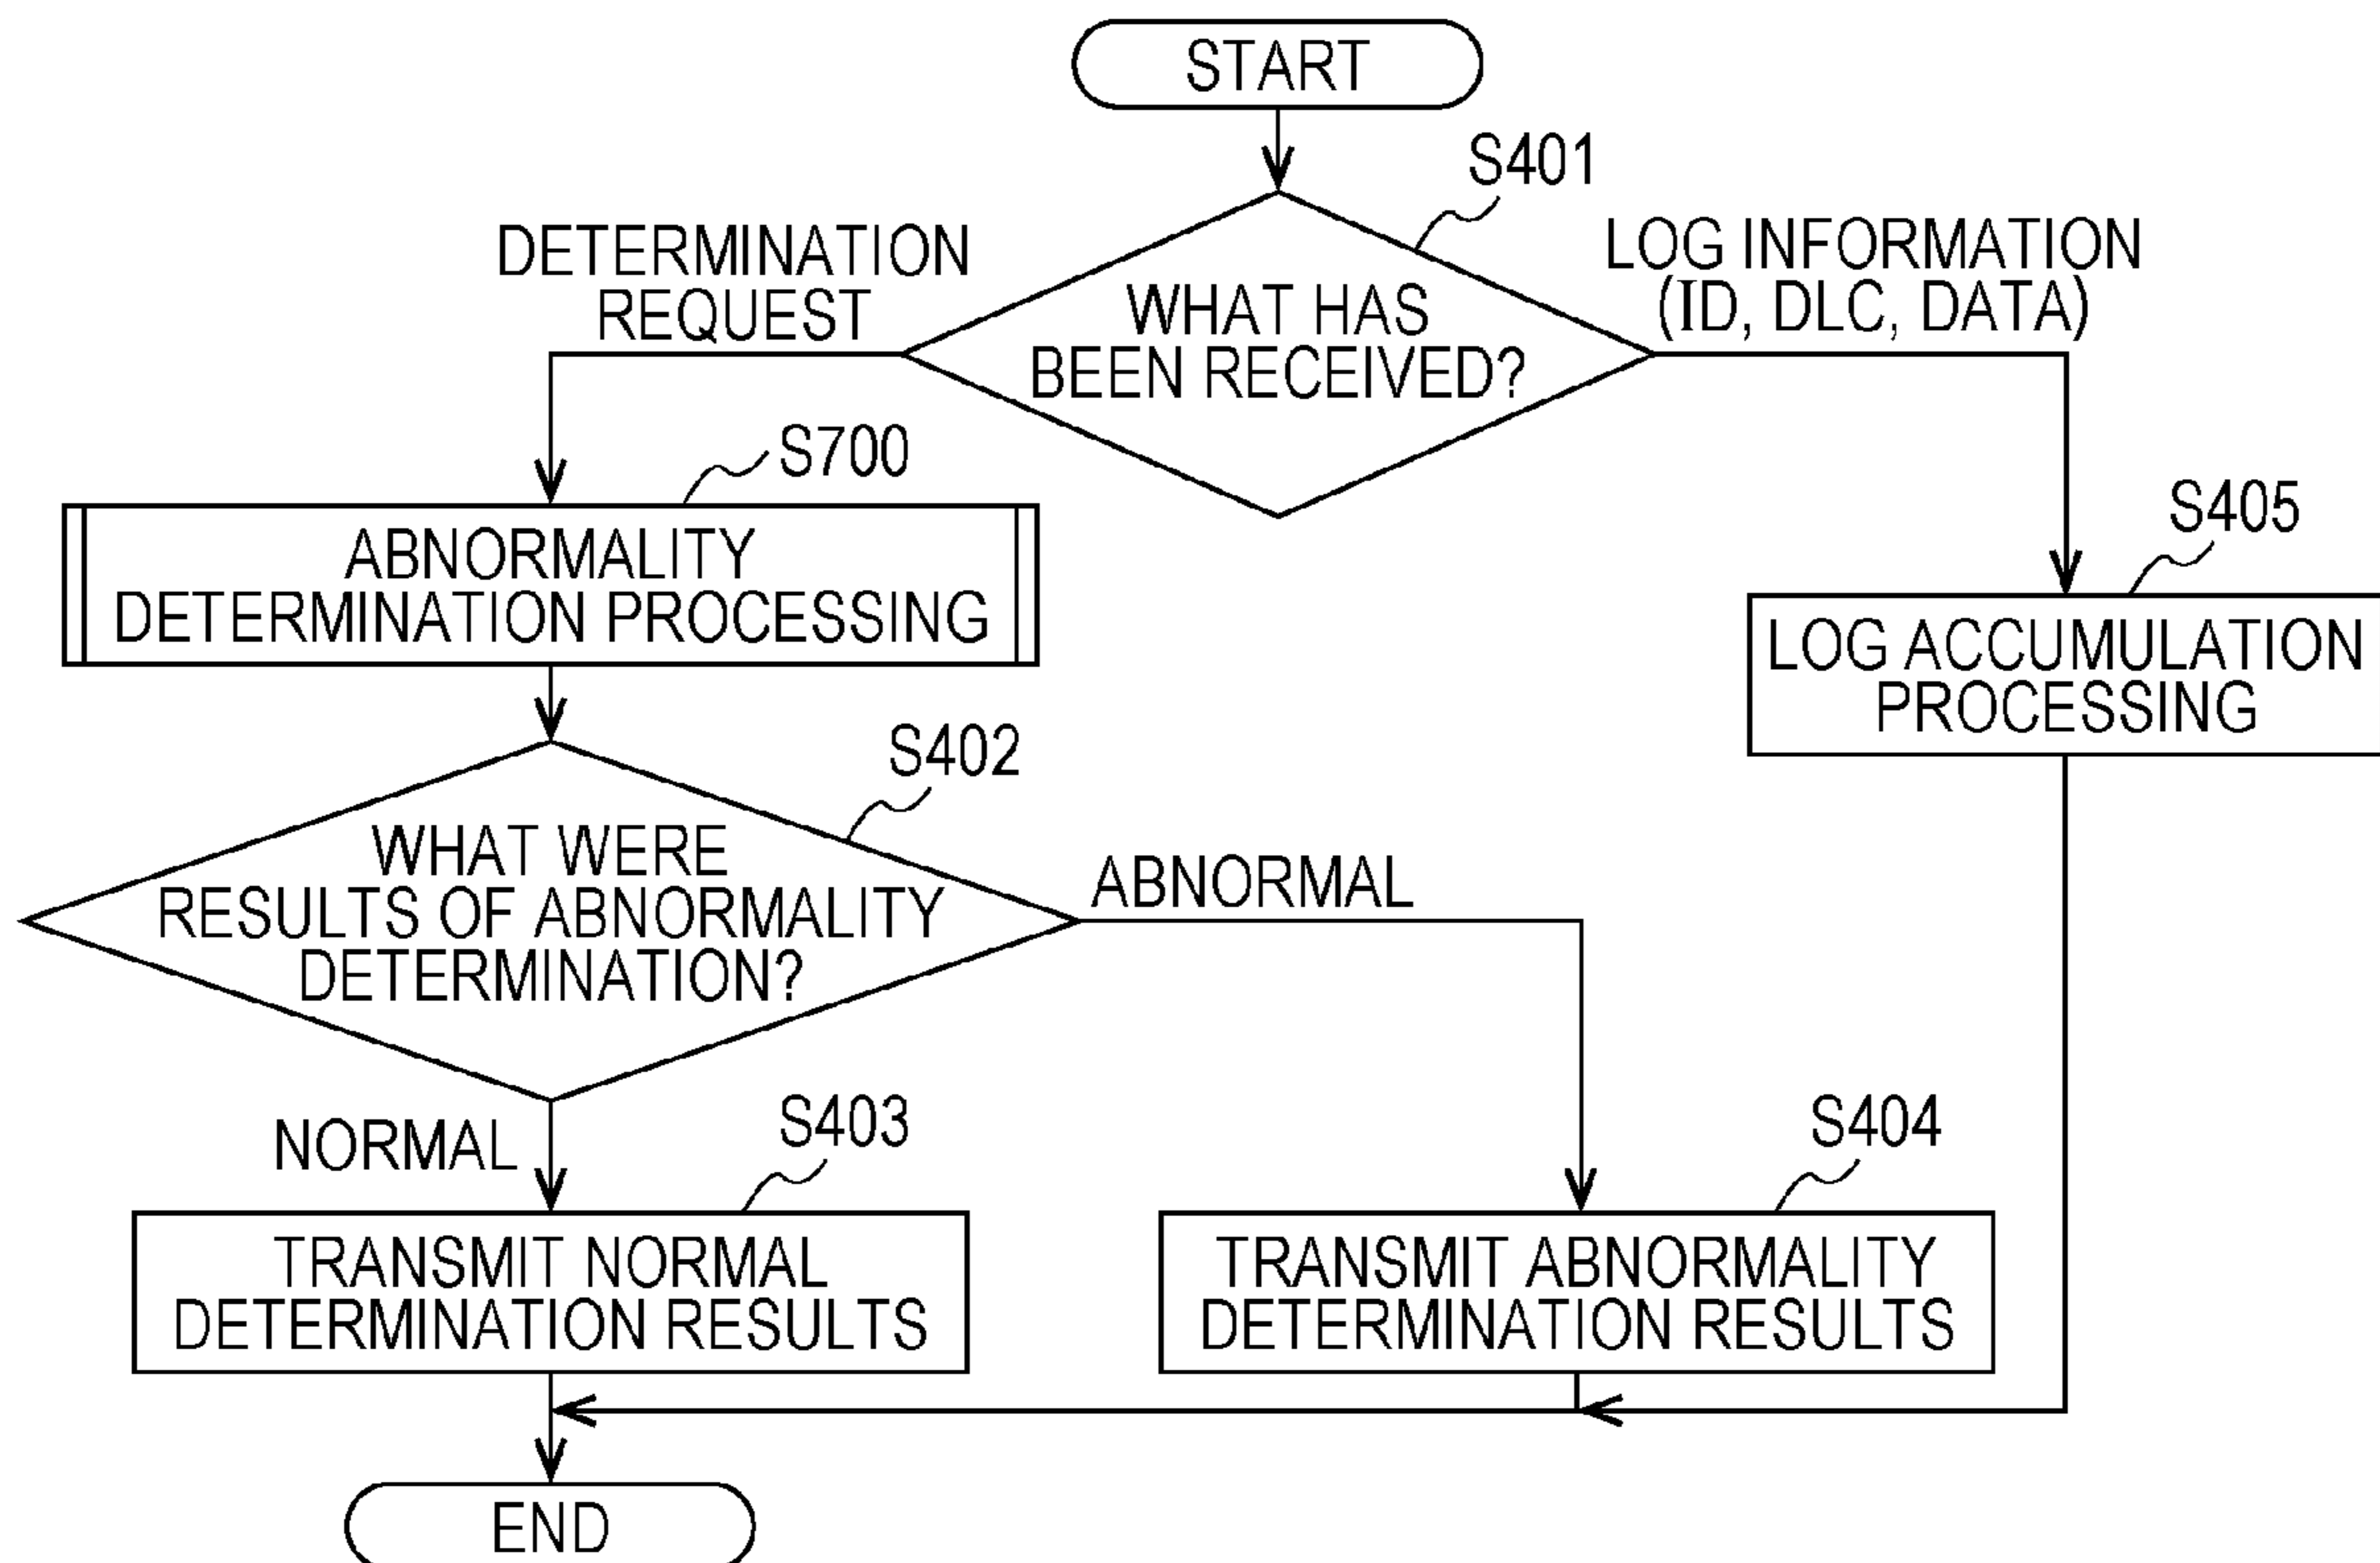 START
S401
DETERMINATION
REQUEST
WHAT HAS
BEEN RECEIVED?
LOG INFORMATION
(ID, DLC, DATA)
S700
ABNORMALITY
DETERMINATION PROCESSING
S405
LOG ACCUMULATION
PROCESSING
S402
WHAT WERE
RESULTS OF ABNORMALITY
DETERMINATION?
ABNORMAL
NORMAL
S403
TRANSMIT NORMAL
DETERMINATION RESULTS
S404
TRANSMIT ABNORMALITY
DETERMINATION RESULTS
END